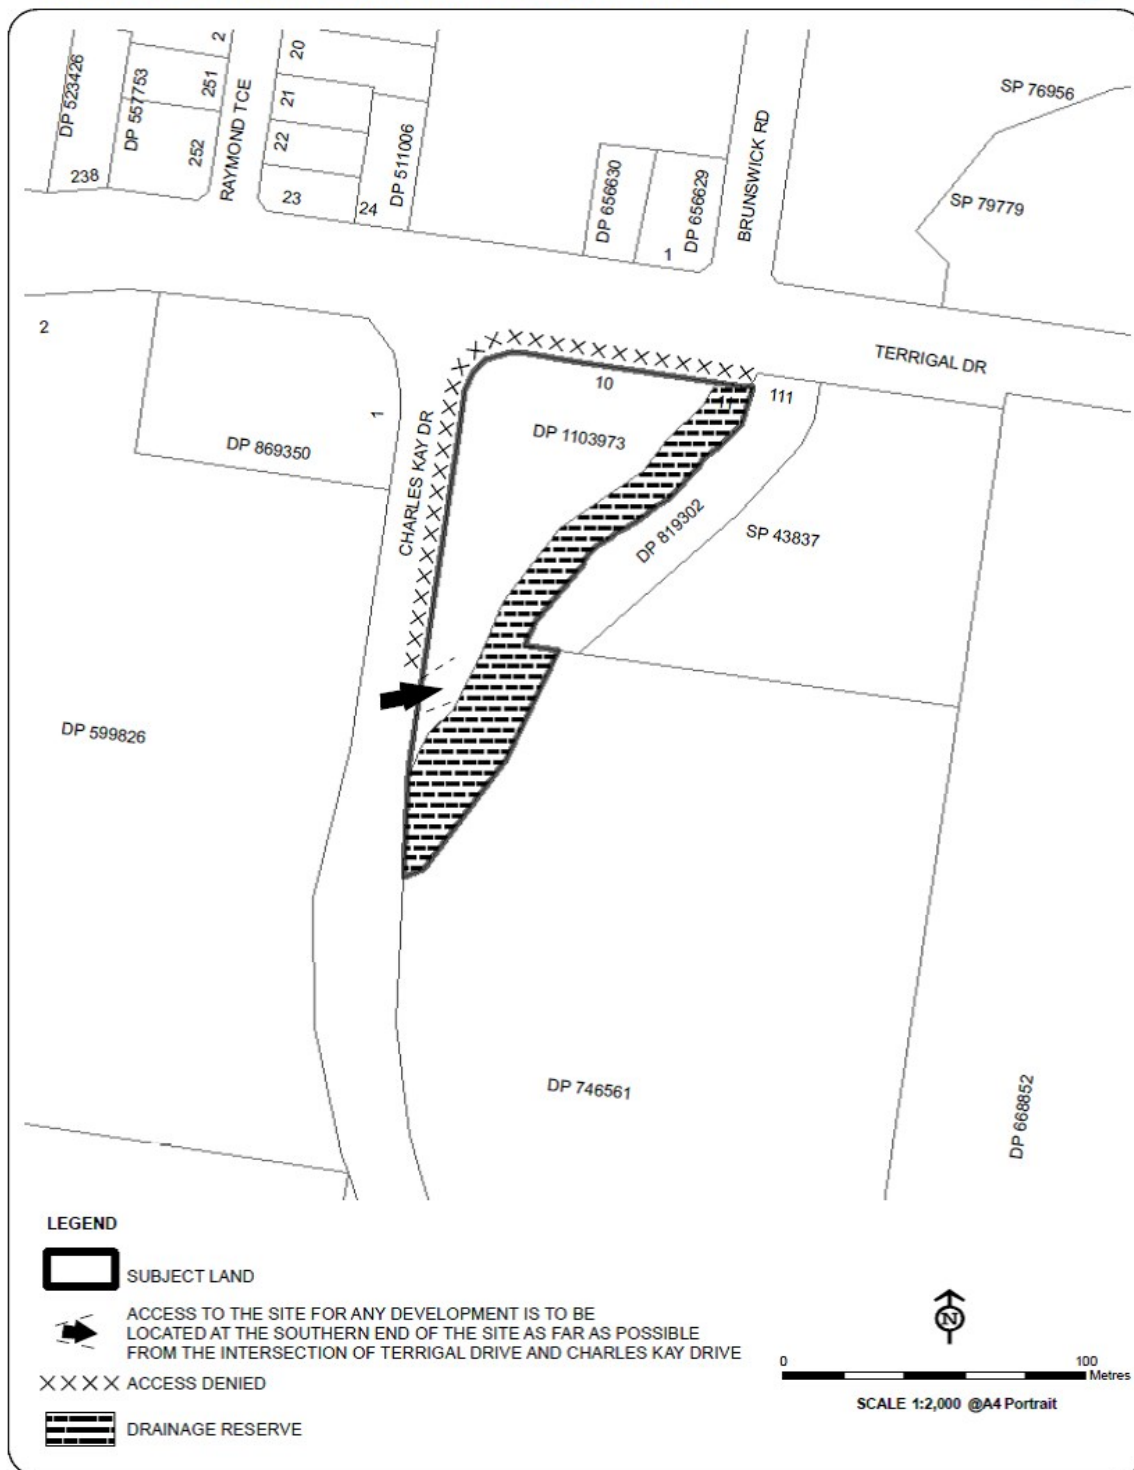 2
20
SP 76956
DP 523426
DP 557753
251
21
RAYMOND TCE
DP 511006
BRUNSWICK RD
252
22
DP 656630
DP 656629
238
23
24
SP 79779
1
2
TERRIGAL DR
10
11
111
1
DP 869350
CHARLES KAY DR
DP 1103973
DP 819302
SP 43837
DP 599826
DP 746561
DP 668852
LEGEND
SUBJECT LAND
ACCESS TO THE SITE FOR ANY DEVELOPMENT IS TO BE
LOCATED AT THE SOUTHERN END OF THE SITE AS FAR AS POSSIBLE
FROM THE INTERSECTION OF TERRIGAL DRIVE AND CHARLES KAY DRIVE
ACCESS DENIED
DRAINAGE RESERVE
N
0 100
Metres
SCALE 1:2,000 @A4 Portrait